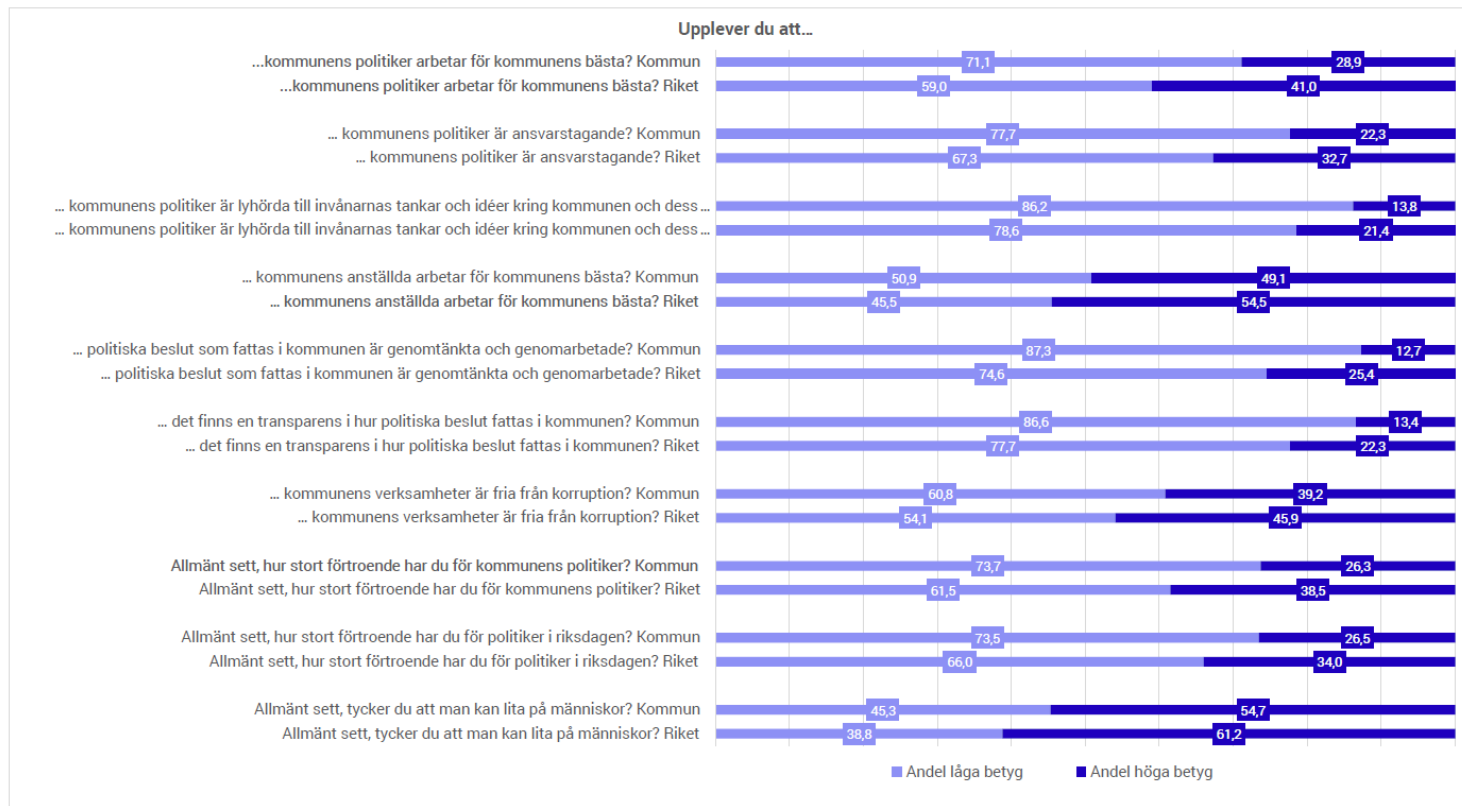 Upplever du att...
...kommunens politiker arbetar för kommunens bästa? Kommun 71,1 28,9
...kommunens politiker arbetar för kommunens bästa? Riket 59,0 41,0
... kommunens politiker är ansvarstagande? Kommun 77,7 22,3
... kommunens politiker är ansvarstagande? Riket 67,3 32,7
... kommunens politiker är lyhörda till invånarnas tankar och idéer kring kommunen och dess ... 86,2 13,8
... kommunens politiker är lyhörda till invånarnas tankar och idéer kring kommunen och dess ... 78,6 21,4
... kommunens anställda arbetar för kommunens bästa? Kommun 50,9 49,1
... kommunens anställda arbetar för kommunens bästa? Riket 45,5 54,5
... politiska beslut som fattas i kommunen är genomtänkta och genomarbetade? Kommun 87,3 12,7
... politiska beslut som fattas i kommunen är genomtänkta och genomarbetade? Riket 74,6 25,4
... det finns en transparens i hur politiska beslut fattas i kommunen? Kommun 86,6 13,4
... det finns en transparens i hur politiska beslut fattas i kommunen? Riket 77,7 22,3
... kommunens verksamheter är fria från korruption? Kommun 60,8 39,2
... kommunens verksamheter är fria från korruption? Riket 54,1 45,9
Allmänt sett, hur stort förtroende har du för kommunens politiker? Kommun 73,7 26,3
Allmänt sett, hur stort förtroende har du för kommunens politiker? Riket 61,5 38,5
Allmänt sett, hur stort förtroende har du för politiker i riksdagen? Kommun 73,5 26,5
Allmänt sett, hur stort förtroende har du för politiker i riksdagen? Riket 66,0 34,0
Allmänt sett, tycker du att man kan lita på människor? Kommun 45,3 54,7
Allmänt sett, tycker du att man kan lita på människor? Riket 38,8 61,2
Andel låga betyg Andel höga betyg